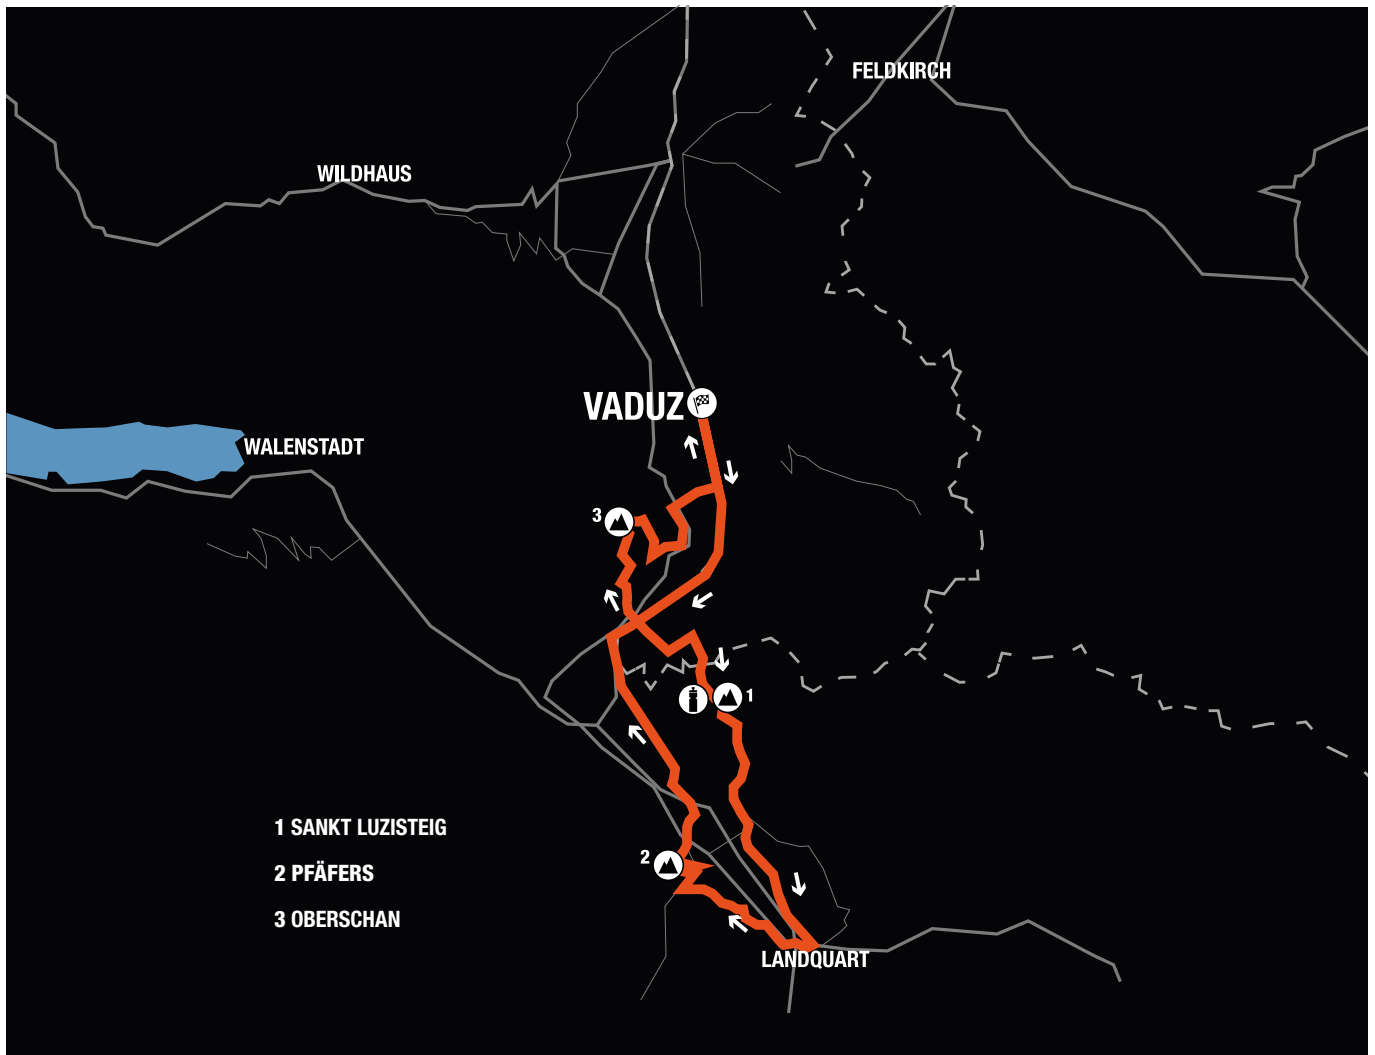 FELDKIRCH
WILDHAUS
VADUZ
WALENSTADT
3
1
1 SANKT LUZISTEIG
2
2 PFÄFERS
3 OBERSCHAN
LANDQUART